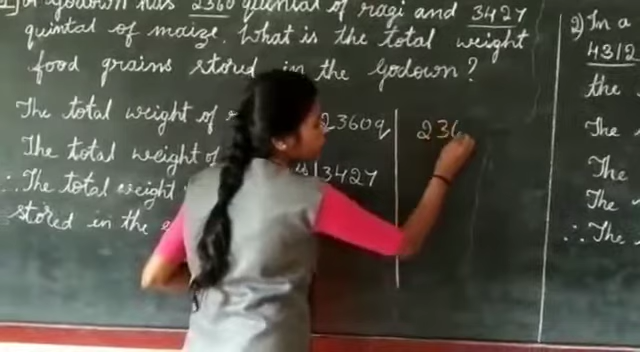 godown has 2360 quintal of ragi and 3427
quintal of maize. What is the total weight
food grains stored in the Godown?
The total weight of 2360q
The total weight of 3427
∴ The total weight
stored in the
236
2) In a
4312
the
The
The
The
∴ The